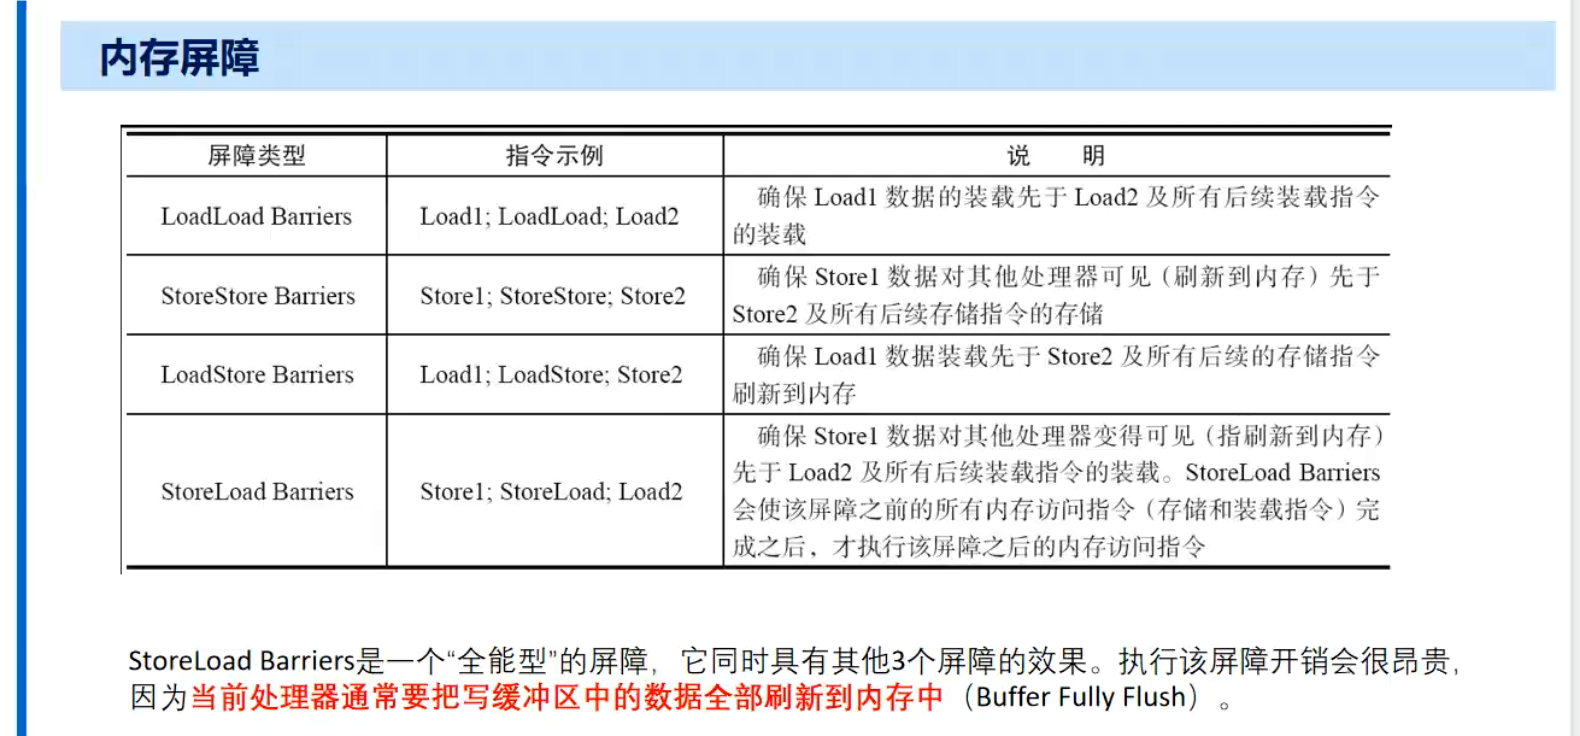 内存屏障
屏障类型
指令示例
说 明
LoadLoad Barriers
Load1; LoadLoad; Load2
确保 Load1 数据的装载先于 Load2 及所有后续装载指令
的装载
StoreStore Barriers
Store1; StoreStore; Store2
确保 Store1 数据对其他处理器可见（刷新到内存）先于
Store2 及所有后续存储指令的存储
LoadStore Barriers
Load1; LoadStore; Store2
确保 Load1 数据装载先于 Store2 及所有后续的存储指令
刷新到内存
StoreLoad Barriers
Store1; StoreLoad; Load2
确保 Store1 数据对其他处理器变得可见（指刷新到内存）
先于 Load2 及所有后续装载指令的装载。StoreLoad Barriers
会使该屏障之前的所有内存访问指令（存储和装载指令）完
成之后，才执行该屏障之后的内存访问指令
StoreLoad Barriers是一个“全能型”的屏障，它同时具有其他3个屏障的效果。执行该屏障开销会很昂贵，
因为当前处理器通常要把写缓冲区中的数据全部刷新到内存中（Buffer Fully Flush）。